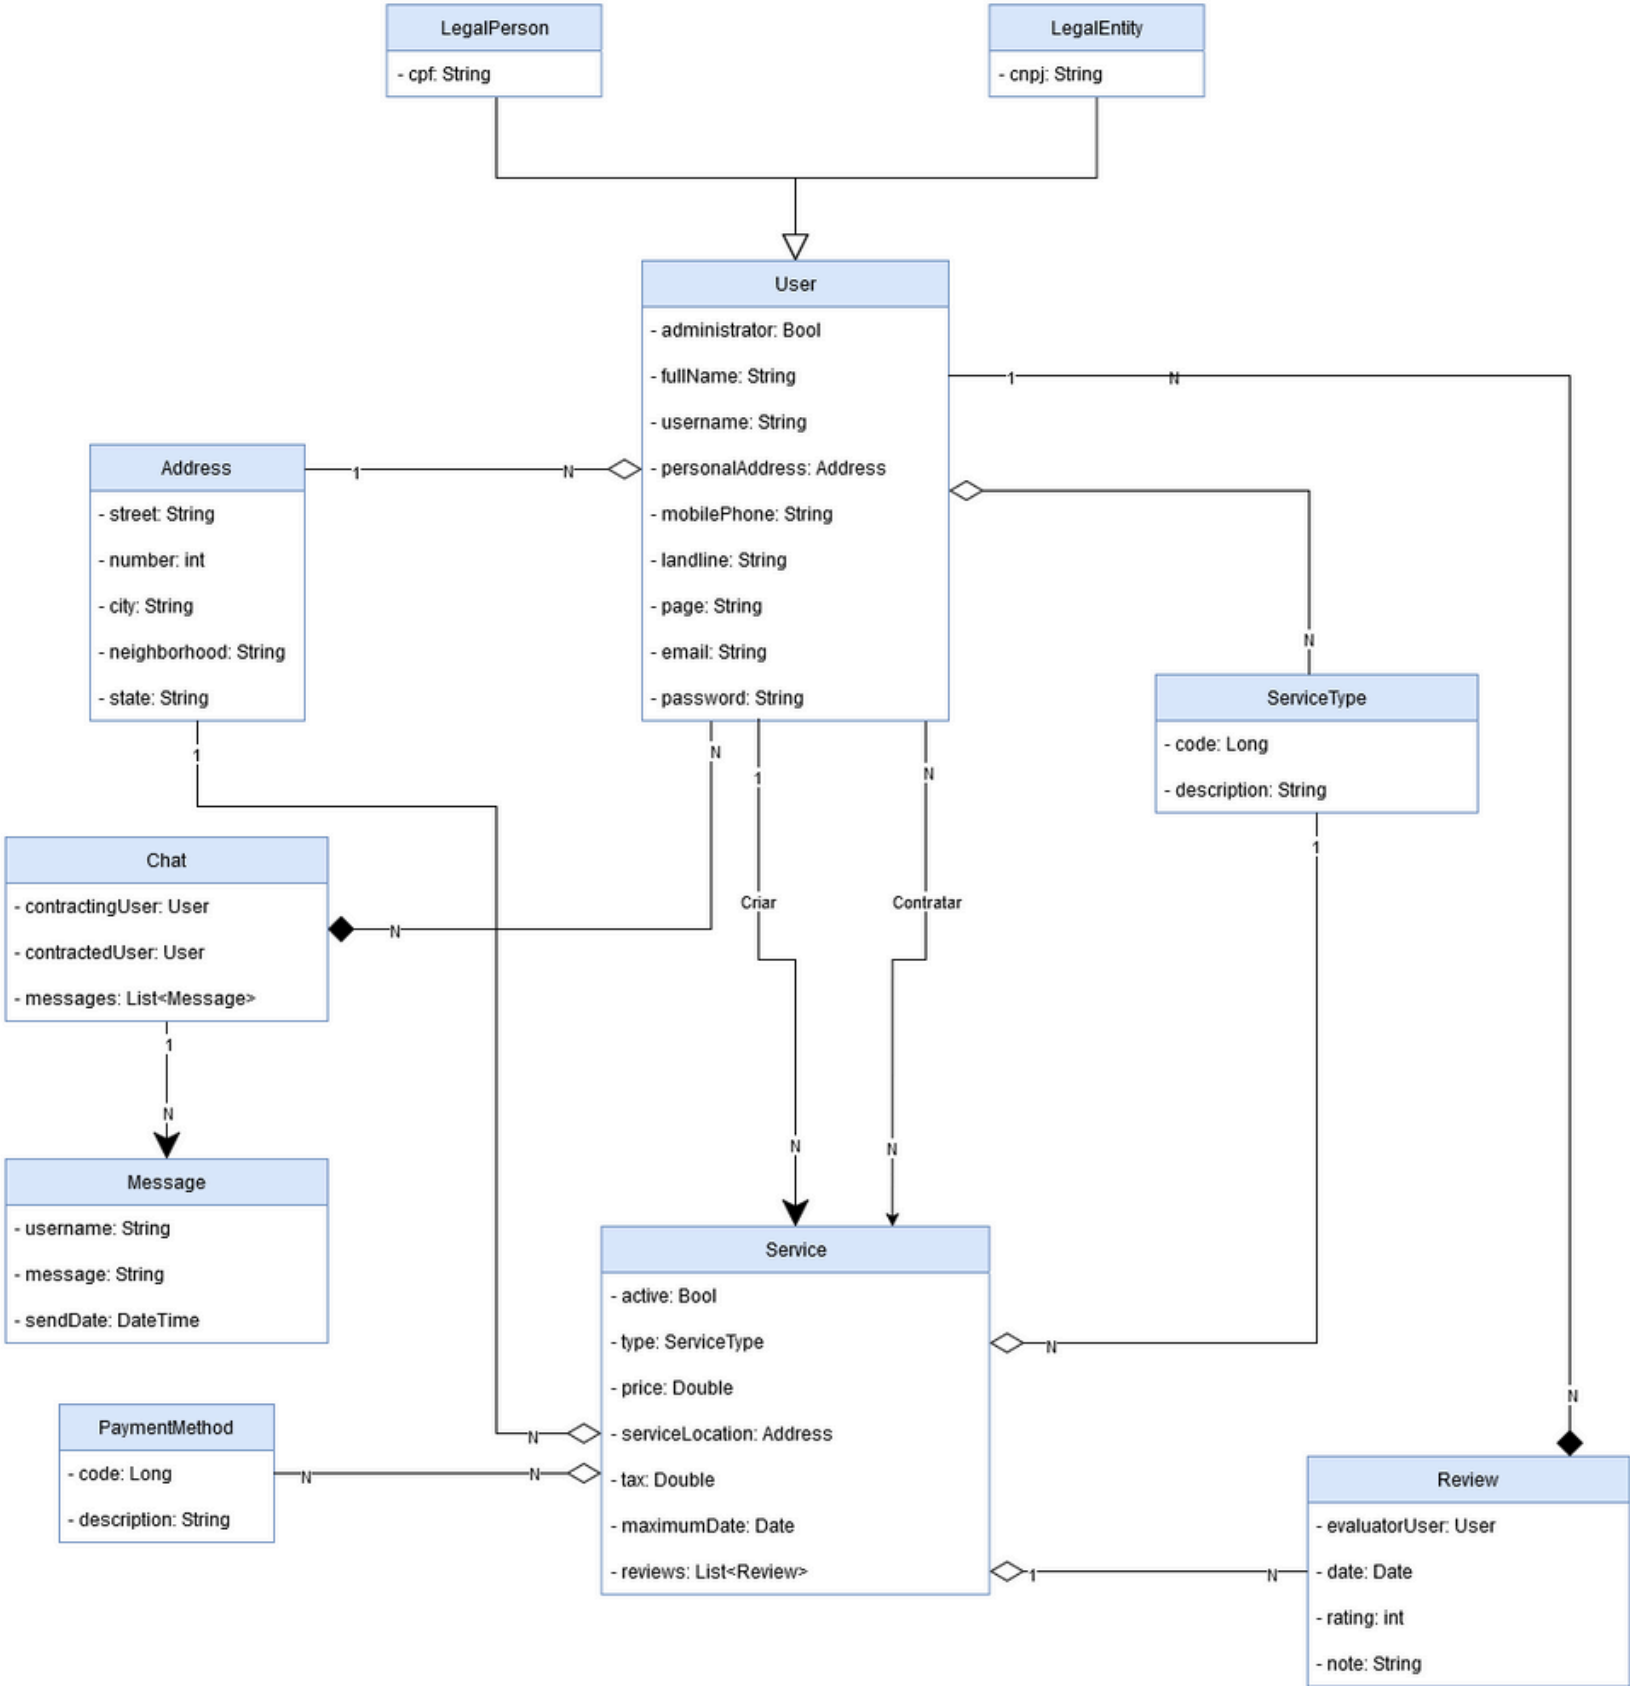 LegalPerson
- cpf: String
LegalEntity
- cnpj: String
User
- administrator: Bool
- fullName: String
- username: String
- personalAddress: Address
- mobilePhone: String
- landline: String
- page: String
- email: String
- password: String
1
N
Address
- street: String
- number: int
- city: String
- neighborhood: String
- state: String
1
N
N
ServiceType
- code: Long
- description: String
1
N
1
N
1
Chat
- contractingUser: User
- contractedUser: User
- messages: List<Message>
N
Criar
Contratar
1
N
N
N
Message
- username: String
- message: String
- sendDate: DateTime
Service
- active: Bool
- type: ServiceType
- price: Double
- serviceLocation: Address
- tax: Double
- maximumDate: Date
- reviews: List<Review>
N
N
N
PaymentMethod
- code: Long
- description: String
N
N
1
N
Review
- evaluatorUser: User
- date: Date
- rating: int
- note: String